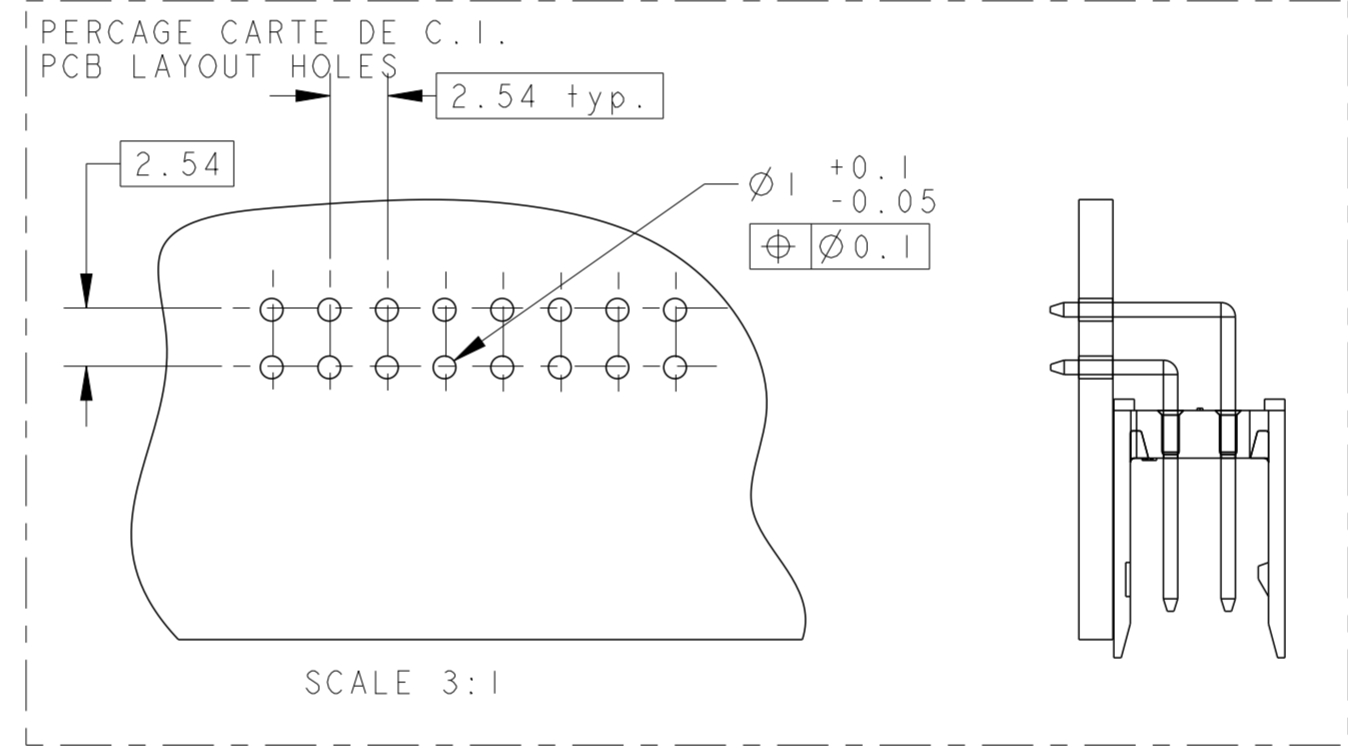 PERCAGE CARTE DE C.I.
PCB LAYOUT HOLES
2.54 typ.
2.54
Ø1 +0.1
-0.05
⌖ Ø0.1
SCALE 3:1